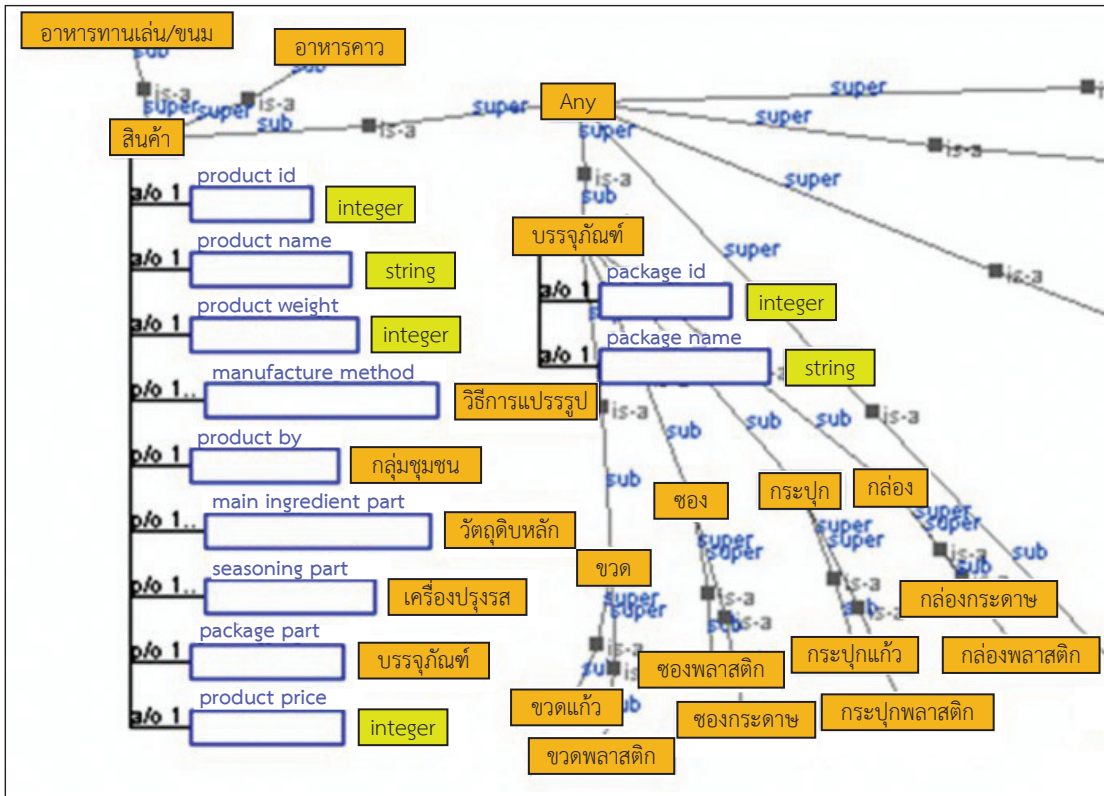 อาหารทานเล่น/ขนม
อาหารคาว
sub
sub
is-a
is-a
super
super
sub
is-a
super
Any
super
super
super
super
super
is-a
is-a
is-a
is-a
sub
super
สินค้า
a/o 1
product id
integer
a/o 1
product name
string
a/o 1
product weight
integer
p/o 1..
manufacture method
วิธีการแปรรรูป
p/o 1
product by
กลุ่มชุมชน
p/o 1..
main ingredient part
วัตถุดิบหลัก
p/o 1..
seasoning part
เครื่องปรุงรส
p/o 1
package part
บรรจุภัณฑ์
a/o 1
product price
integer
บรรจุภัณฑ์
a/o 1
package id
integer
a/o 1
package name
string
is-a
is-a
sub
sub
sub
sub
sub
ซอง
กระปุก
กล่อง
ขวด
super
super
super
super
super
super
super
super
is-a
is-a
is-a
is-a
is-a
sub
sub
sub
sub
sub
ซองพลาสติก
ซองกระดาษ
กระปุกแก้ว
กระปุกพลาสติก
กล่องกระดาษ
กล่องพลาสติก
ขวดแก้ว
ขวดพลาสติก